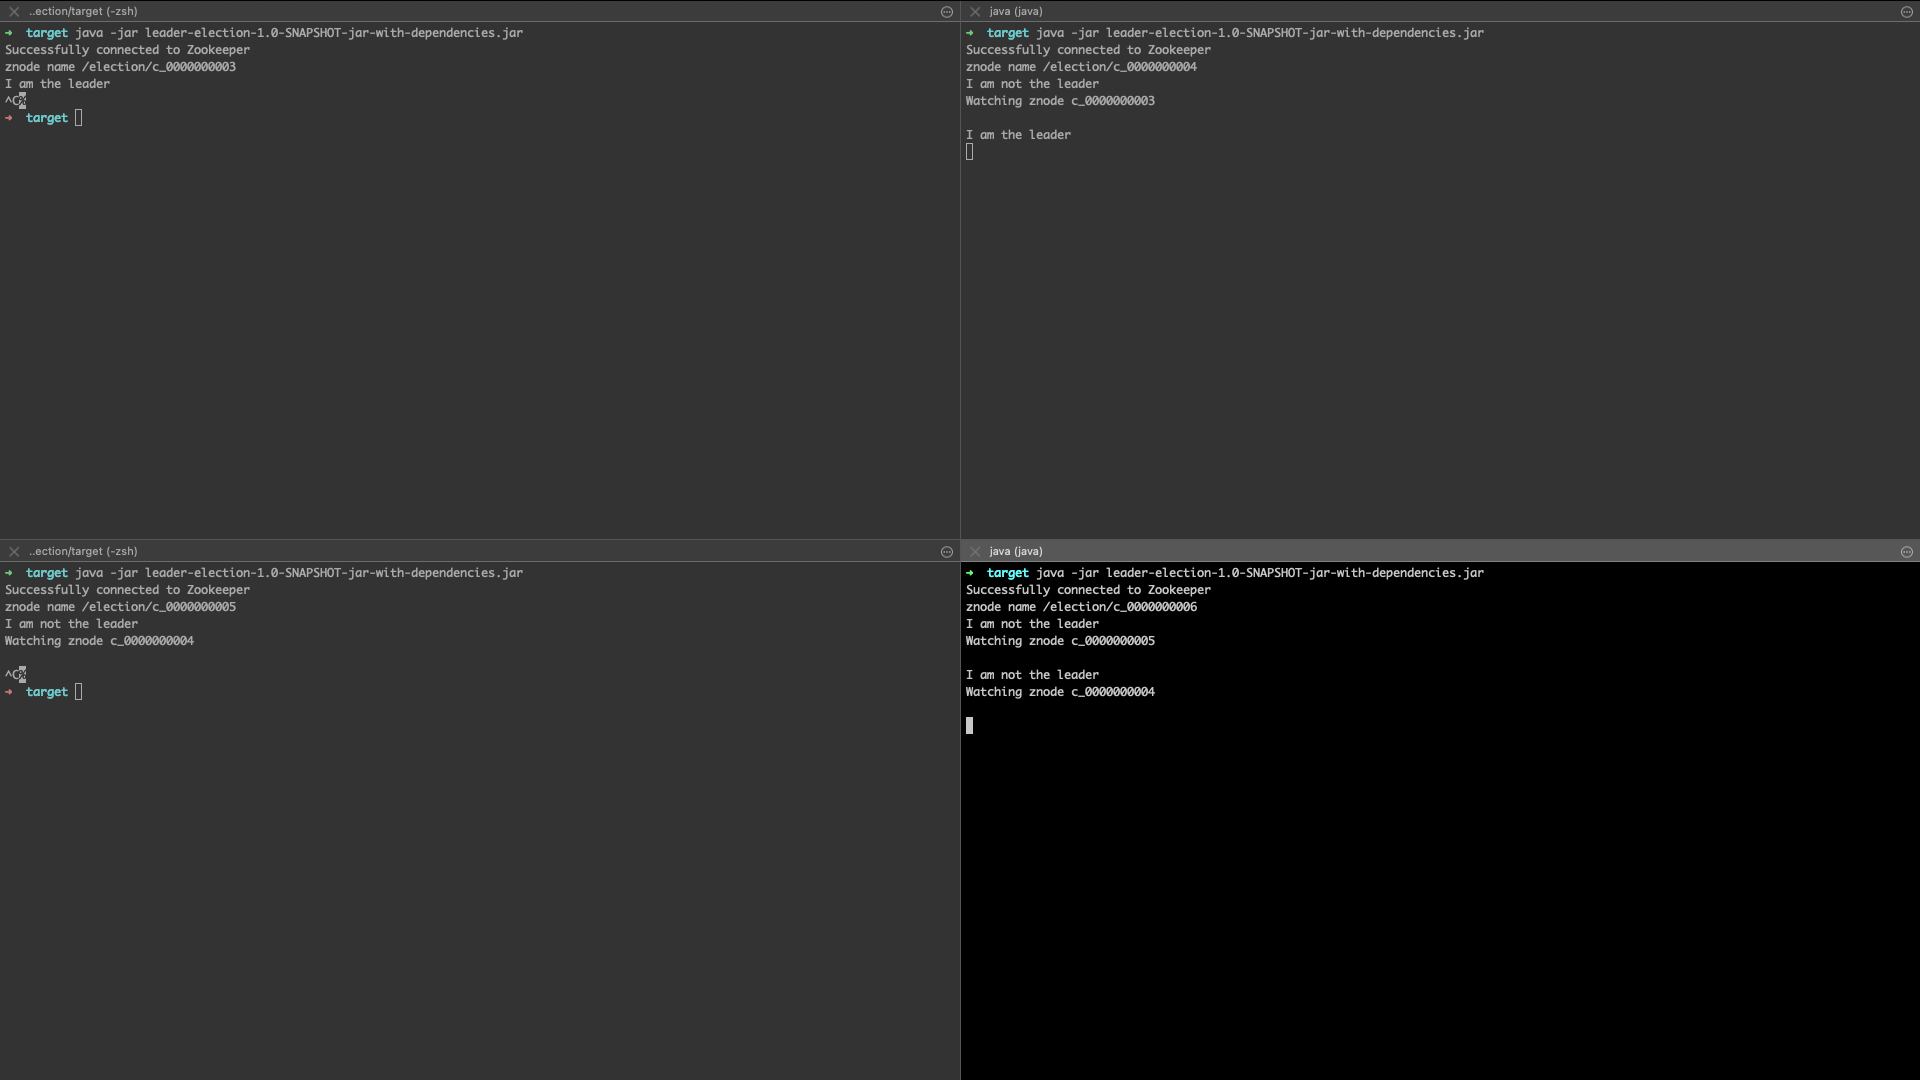 ..ection/target (-zsh)
➜ target java -jar leader-election-1.0-SNAPSHOT-jar-with-dependencies.jar
Successfully connected to Zookeeper
znode name /election/c_0000000003
I am the leader
^C%
➜ target
java (java)
➜ target java -jar leader-election-1.0-SNAPSHOT-jar-with-dependencies.jar
Successfully connected to Zookeeper
znode name /election/c_0000000004
I am not the leader
Watching znode c_0000000003
I am the leader
..ection/target (-zsh)
➜ target java -jar leader-election-1.0-SNAPSHOT-jar-with-dependencies.jar
Successfully connected to Zookeeper
znode name /election/c_0000000005
I am not the leader
Watching znode c_0000000004
^C%
➜ target
java (java)
➜ target java -jar leader-election-1.0-SNAPSHOT-jar-with-dependencies.jar
Successfully connected to Zookeeper
znode name /election/c_0000000006
I am not the leader
Watching znode c_0000000005
I am not the leader
Watching znode c_0000000004